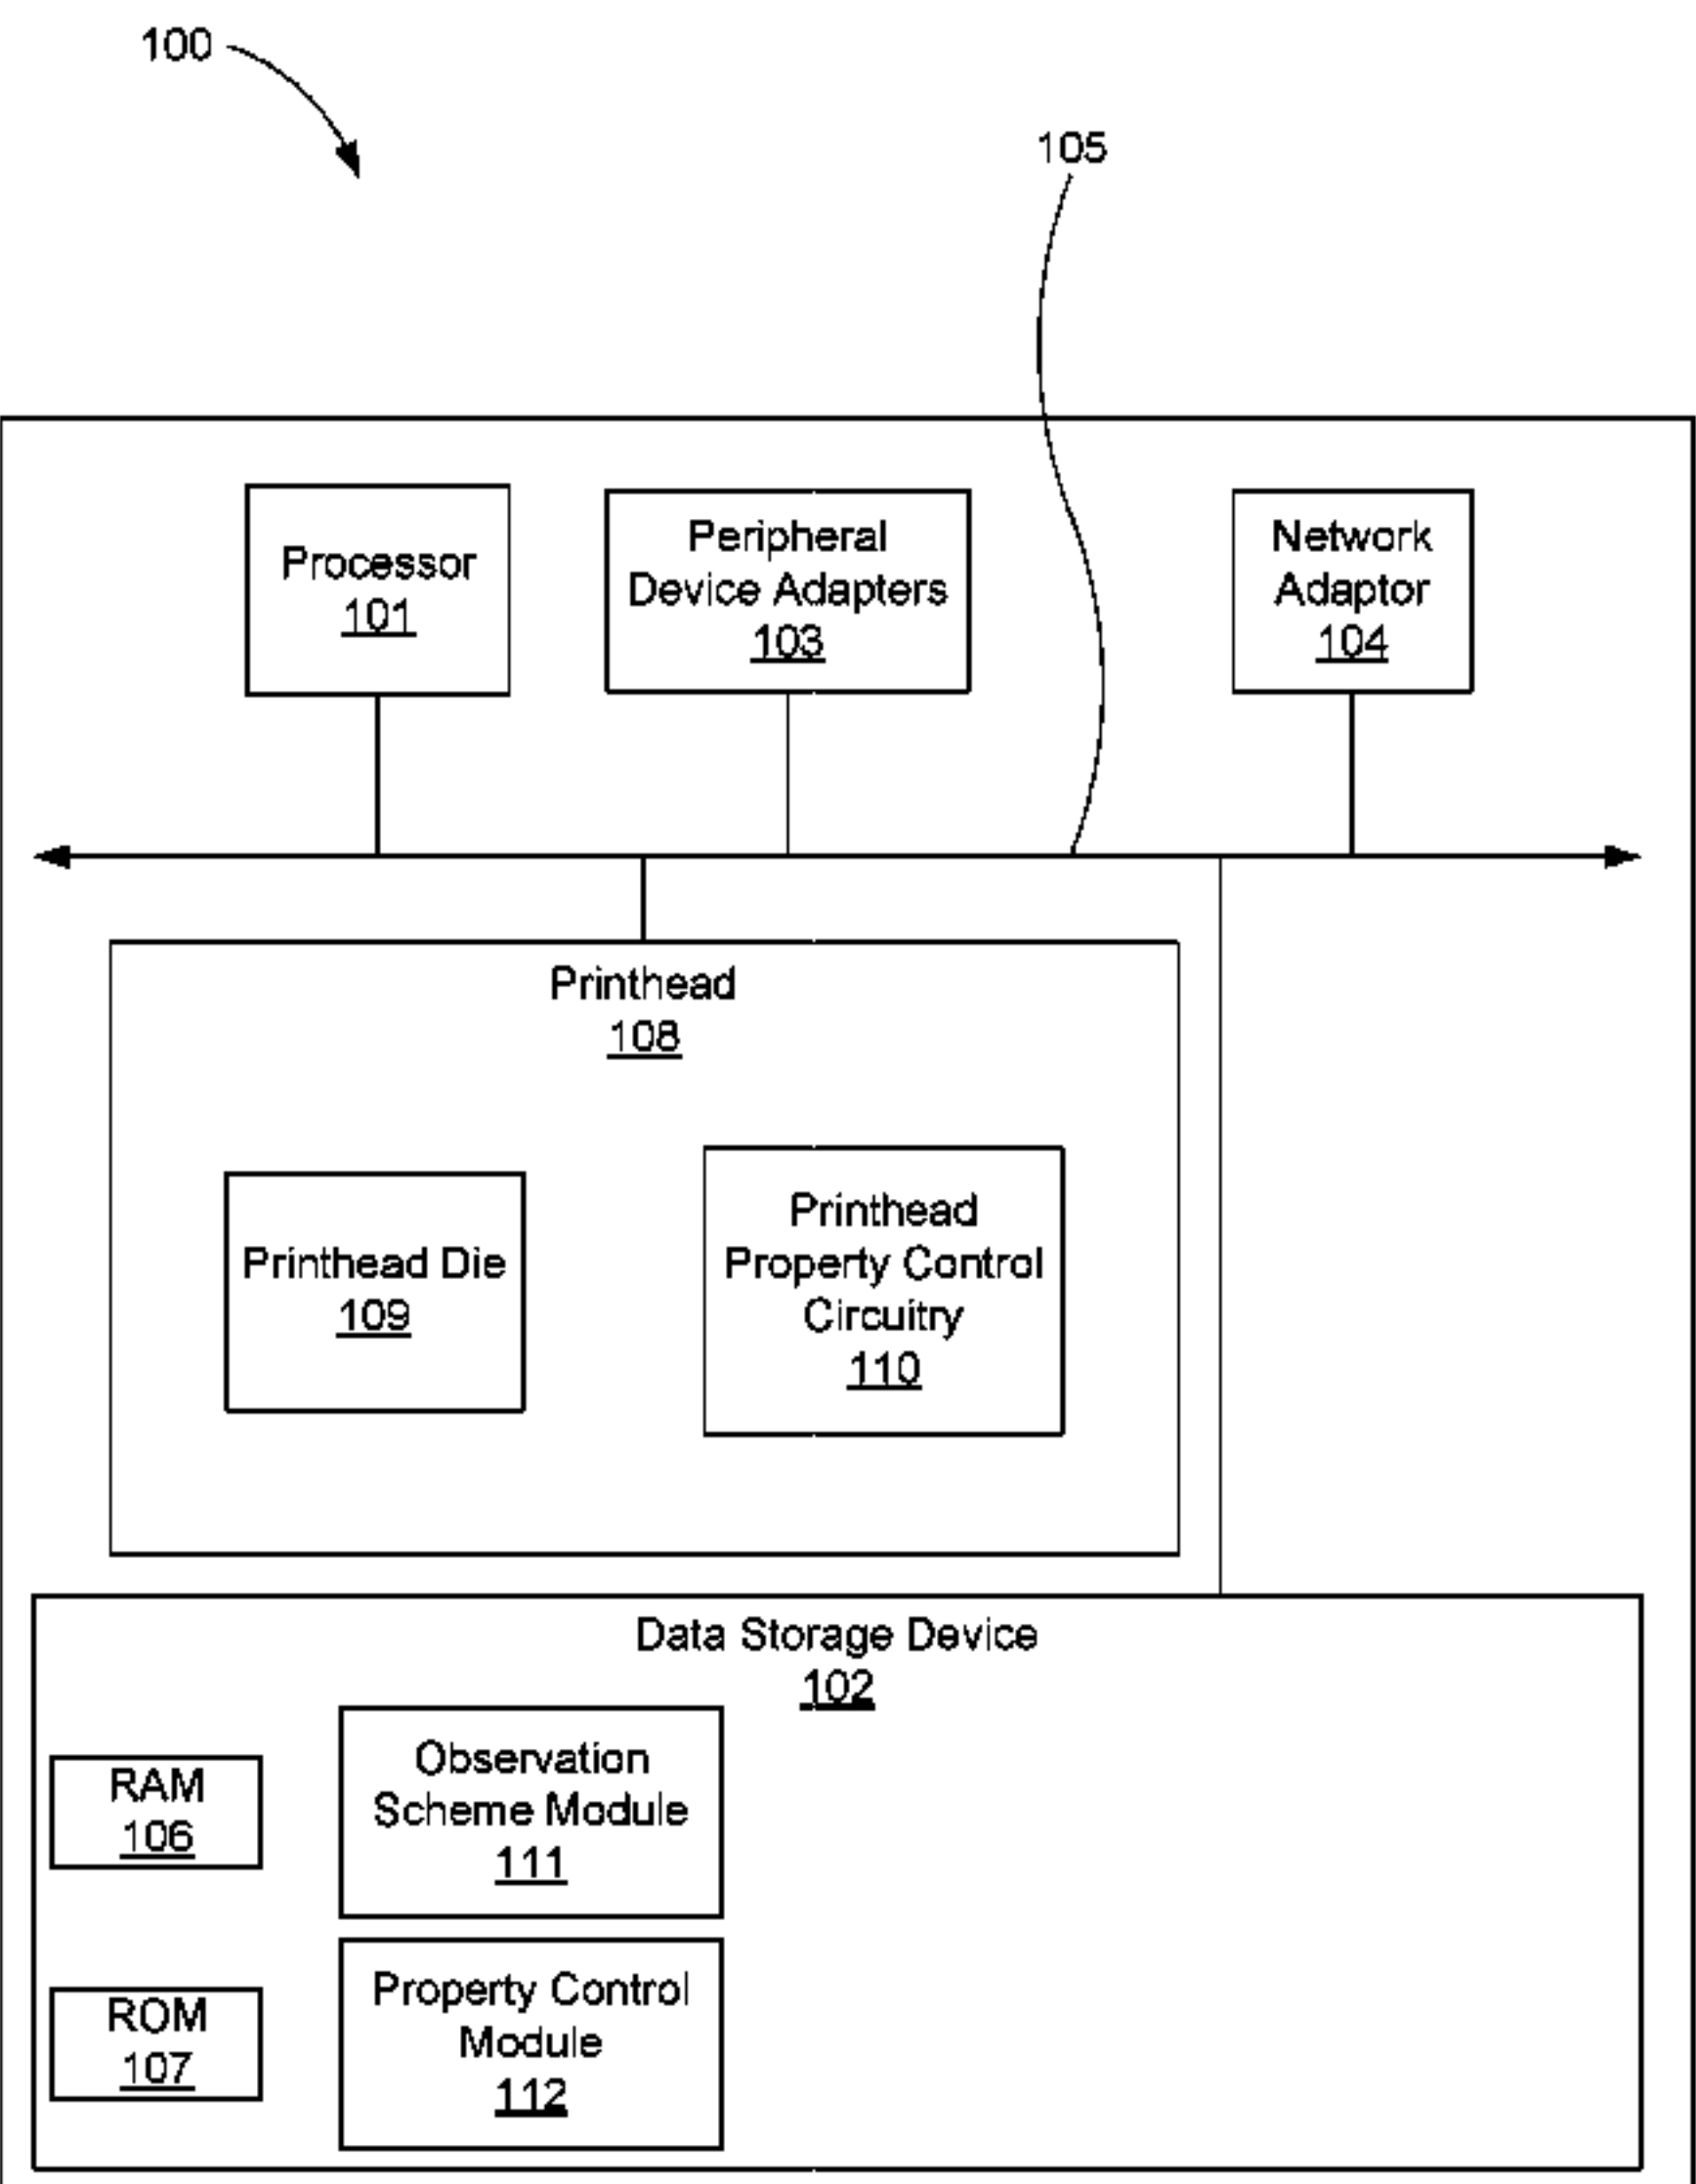 100
105
Processor
101
Peripheral
Device Adapters
103
Network
Adaptor
104
Printhead
108
Printhead Die
109
Printhead
Property Control
Circuitry
110
Data Storage Device
102
RAM
106
Observation
Scheme Module
111
ROM
107
Property Control
Module
112